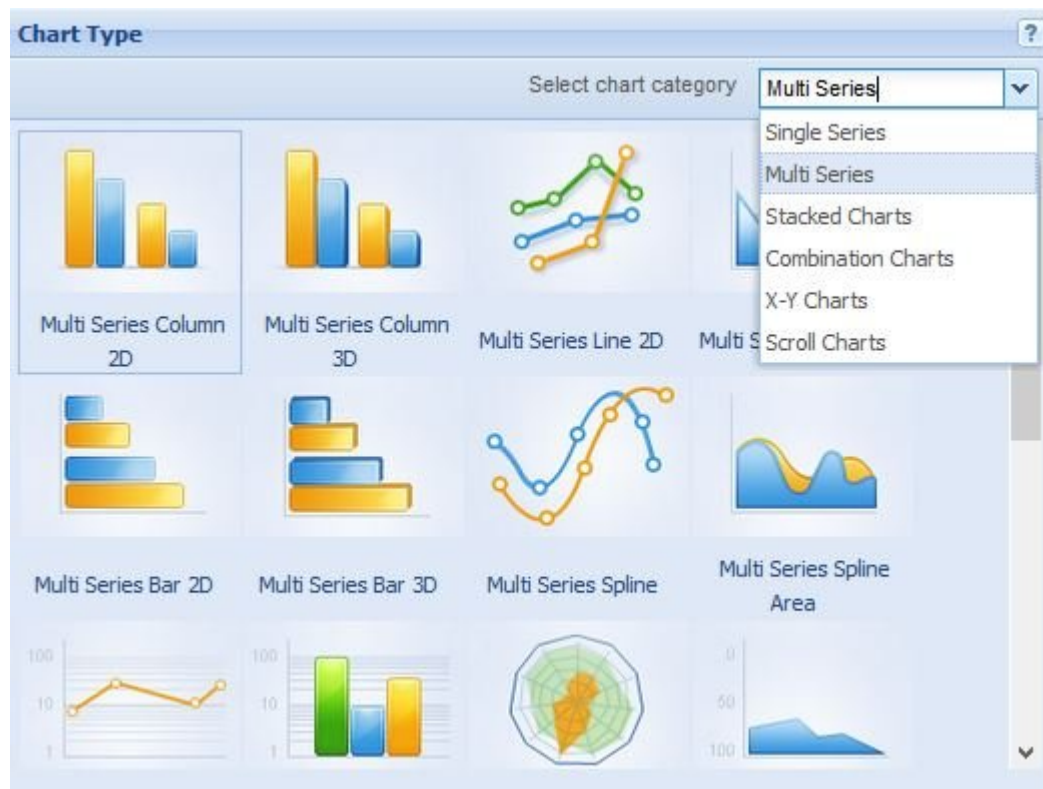 Chart Type
?
Select chart category
Multi Series
Single Series
Multi Series
Stacked Charts
Combination Charts
X-Y Charts
Scroll Charts
Multi Series Column
2D
Multi Series Column
3D
Multi Series Line 2D
Multi S
Multi Series Bar 2D
Multi Series Bar 3D
Multi Series Spline
Multi Series Spline
Area
100
10
1
100
10
1
0
50
100